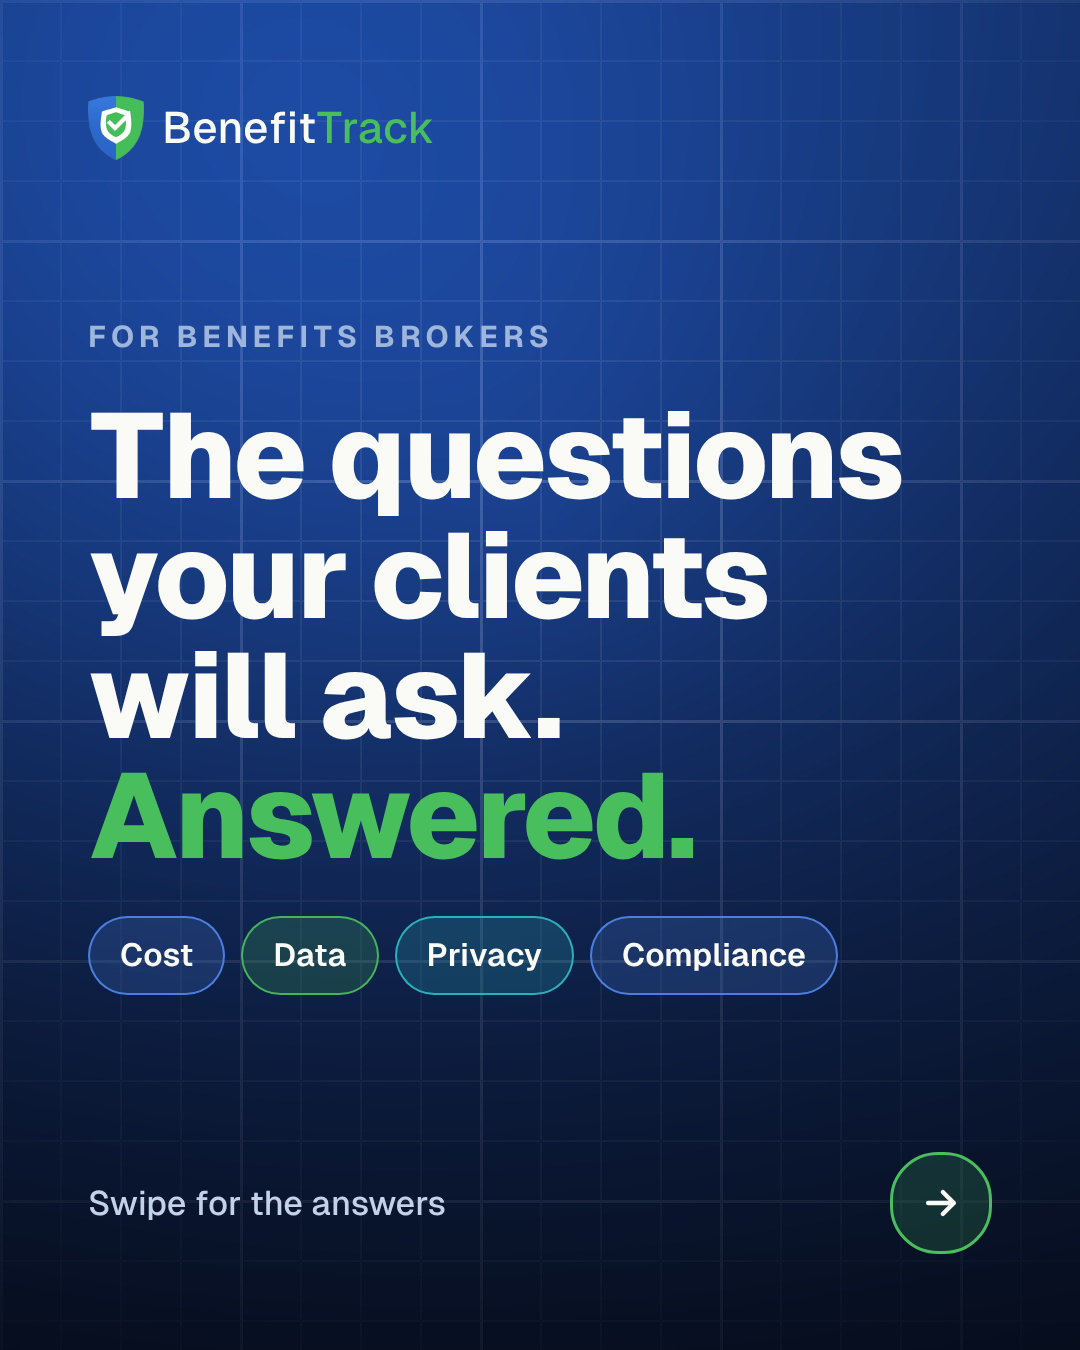 BenefitTrack
FOR BENEFITS BROKERS
The questions
your clients
will ask.
Answered.
Cost Data Privacy Compliance
Swipe for the answers